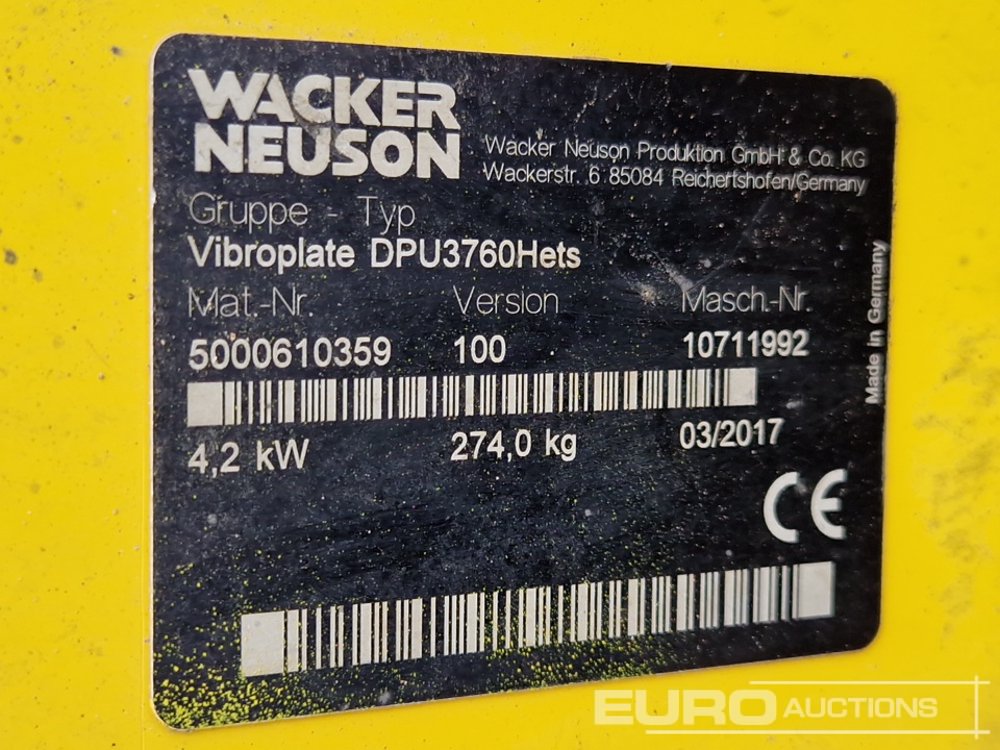 WACKER
NEUSON
Wacker Neuson Produktion GmbH & Co. KG
Wackerstr. 6 85084 Reichertshofen/Germany
Gruppe - Typ
Vibroplate DPU3760Hets
Mat.-Nr. Version Masch.-Nr.
5000610359 100 10711992
4,2 kW 274,0 kg 03/2017
Made in Germany
CE
EURO AUCTIONS